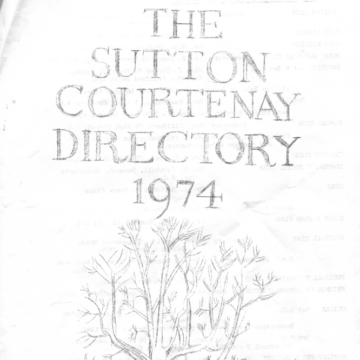 THE
SUTTON
COURTENAY
DIRECTORY
1974